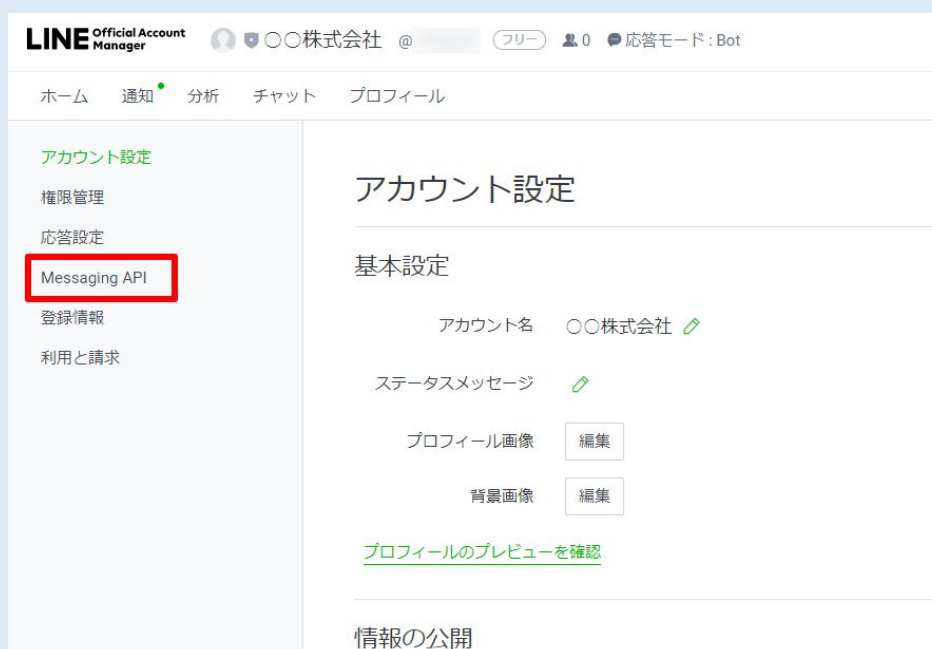 LINE Official Account Manager ○○株式会社 @ フリー 0 応答モード : Bot
ホーム 通知 分析 チャット プロフィール
アカウント設定
権限管理
応答設定
Messaging API
登録情報
利用と請求
アカウント設定
基本設定
アカウント名 ○○株式会社
ステータスメッセージ
プロフィール画像 編集
背景画像 編集
プロフィールのプレビューを確認
情報の公開